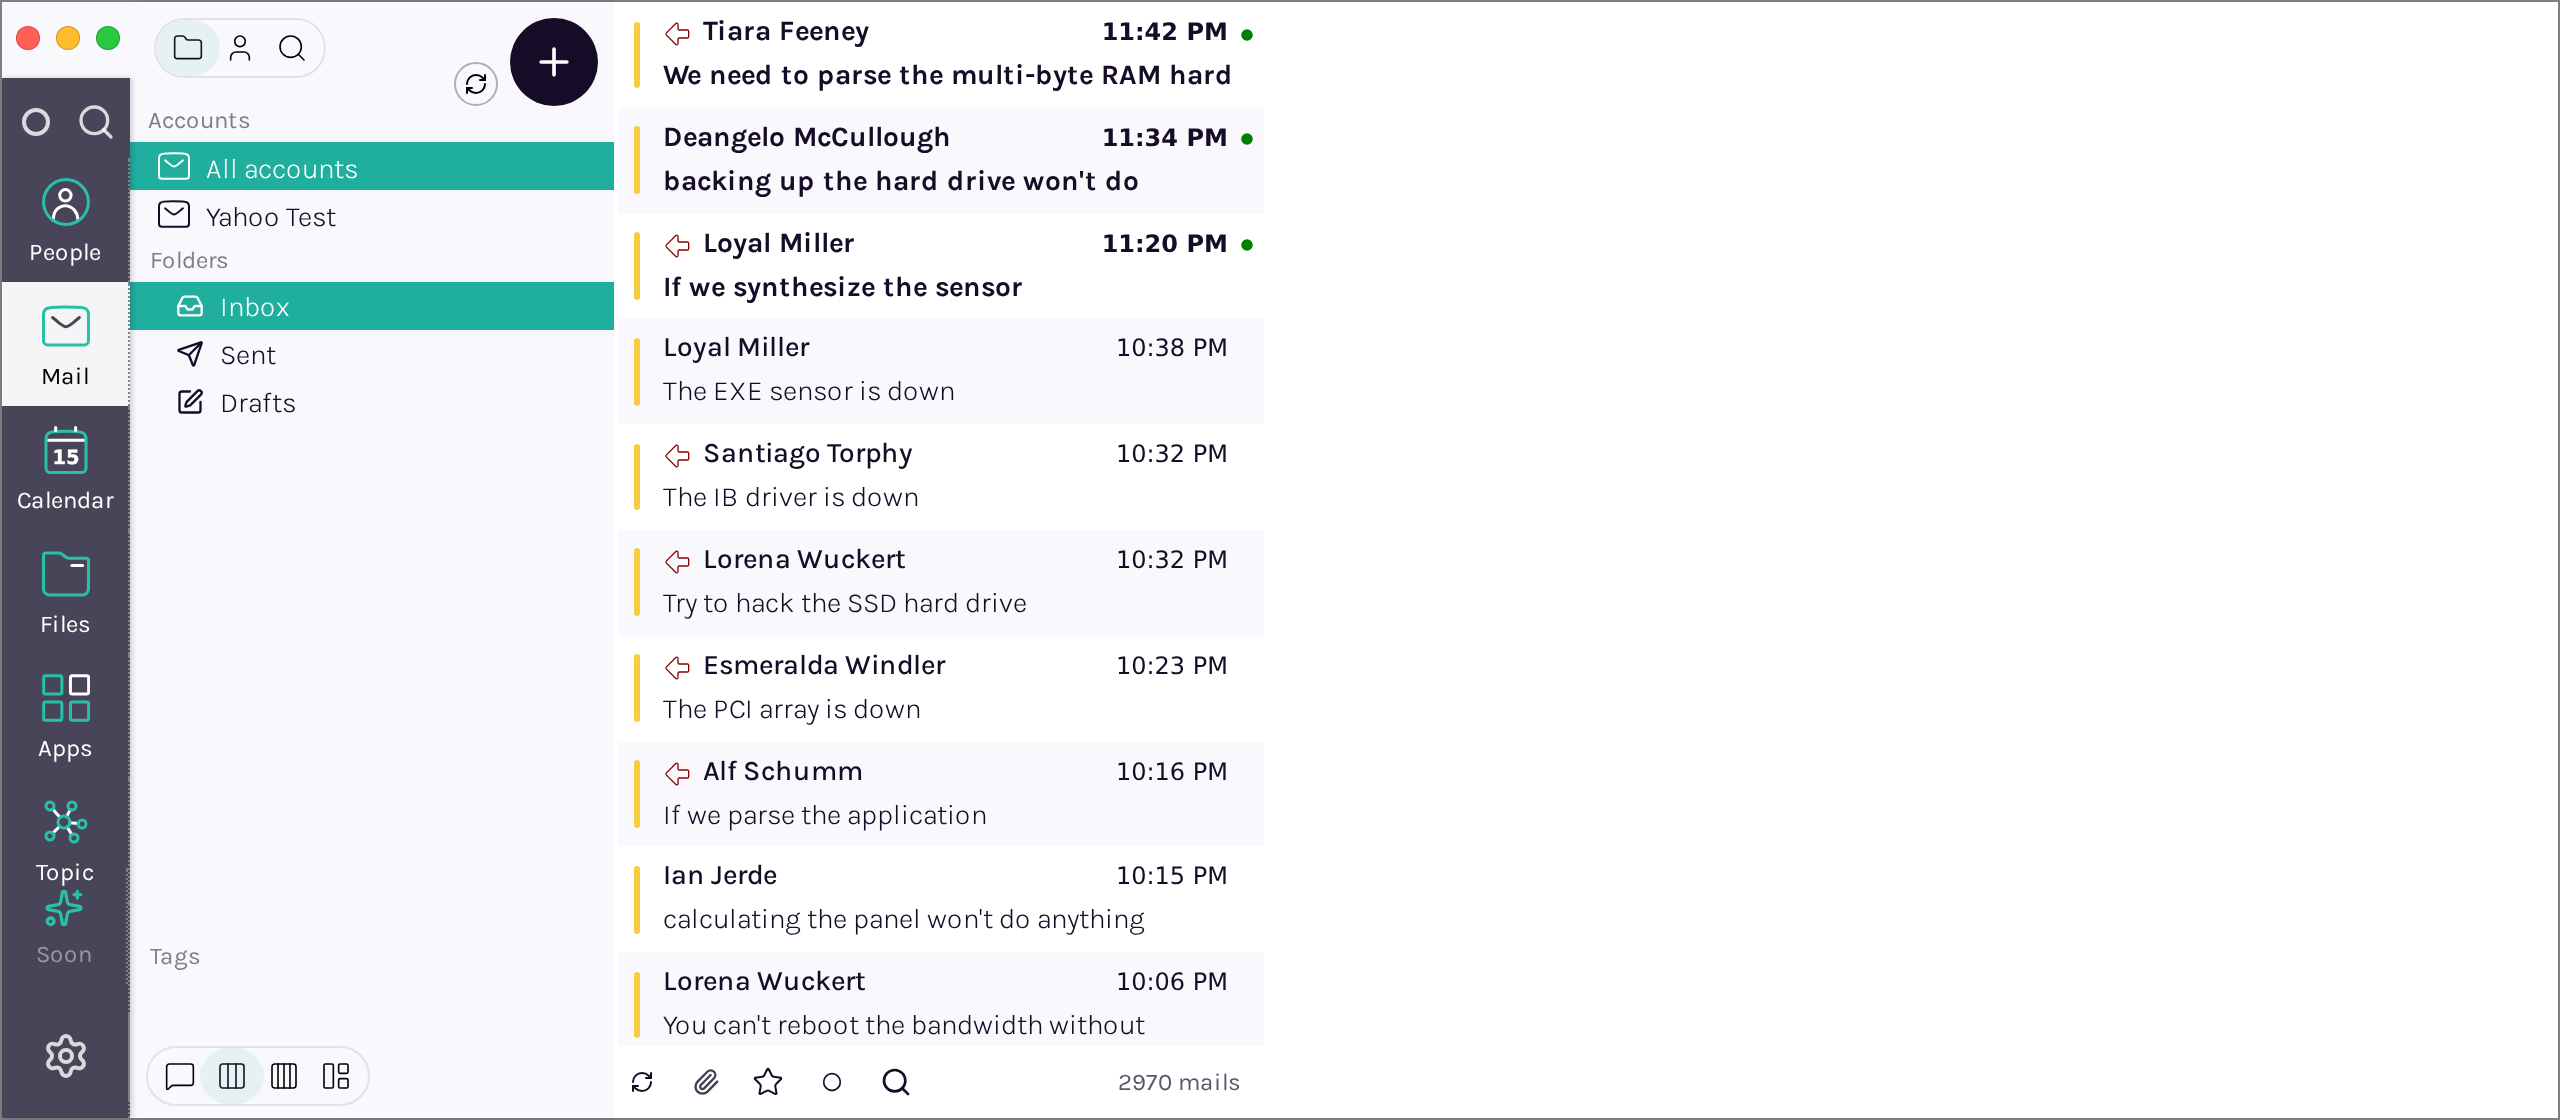 People
Mail
15
Calendar
Files
Apps
Topic
Soon
Accounts
All accounts
Yahoo Test
Folders
Inbox
Sent
Drafts
Tags
Tiara Feeney 11:42 PM
We need to parse the multi-byte RAM hard
Deangelo McCullough 11:34 PM
backing up the hard drive won't do
Loyal Miller 11:20 PM
If we synthesize the sensor
Loyal Miller 10:38 PM
The EXE sensor is down
Santiago Torphy 10:32 PM
The IB driver is down
Lorena Wuckert 10:32 PM
Try to hack the SSD hard drive
Esmeralda Windler 10:23 PM
The PCI array is down
Alf Schumm 10:16 PM
If we parse the application
Ian Jerde 10:15 PM
calculating the panel won't do anything
Lorena Wuckert 10:06 PM
You can't reboot the bandwidth without
2970 mails